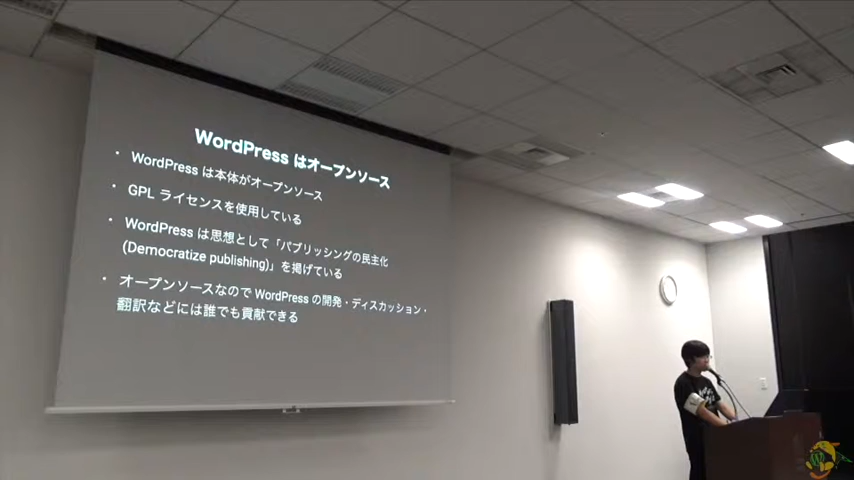 WordPress はオープンソース
• WordPress は本体がオープンソース
• GPL ライセンスを使用している
• WordPress は思想として「パブリッシングの民主化
(Democratize publishing)」を掲げている
• オープンソースなので WordPress の開発・ディスカッション・
翻訳などには誰でも貢献できる